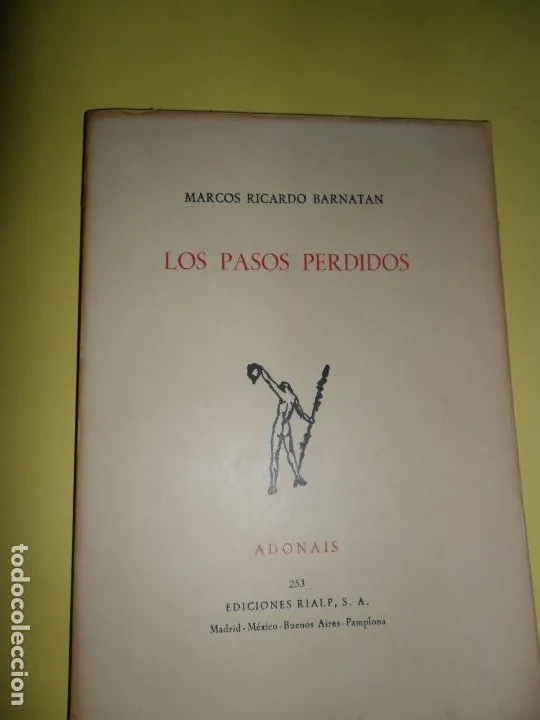 MARCOS RICARDO BARNATAN
LOS PASOS PERDIDOS
ADONAIS
253
EDICIONES RIALP, S. A.
Madrid-México-Buenos Aires-Pamplona
todocoleccion